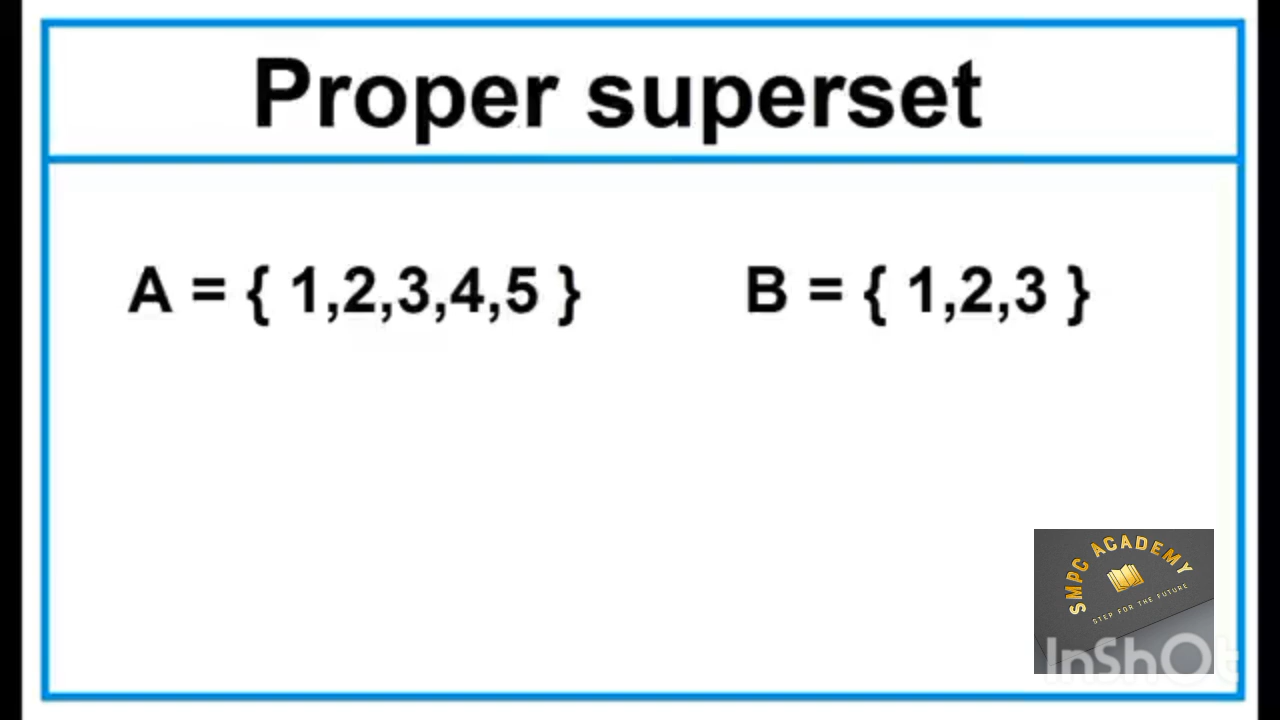 Proper superset
A = { 1,2,3,4,5 }
B = { 1,2,3 }
SMPC ACADEMY
STEP FOR THE FUTURE
InShOt